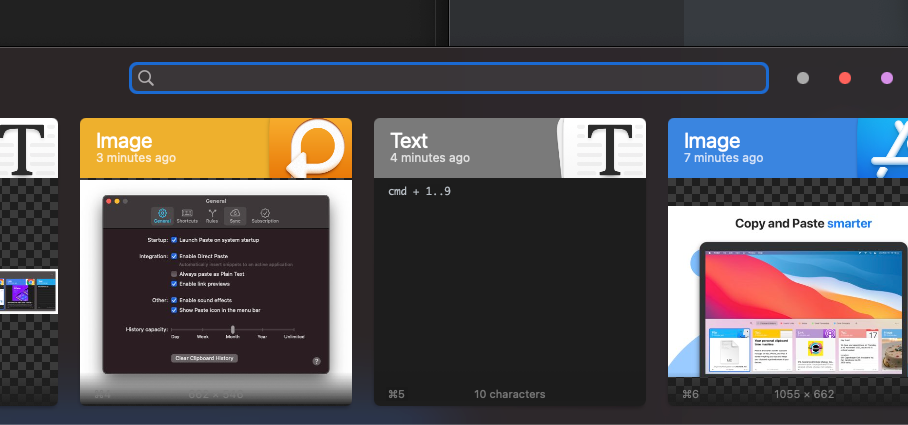 Image
3 minutes ago
General
General Shortcuts Rules Sync Subscription
Startup: Launch Paste on system startup
Integration: Enable Direct Paste
Automatically insert snippets to an active application
Always paste as Plain Text
Enable link previews
Other: Enable sound effects
Show Paste icon in the menu bar
History capacity:
Day Week Month Year Unlimited
Clear Clipboard History ?
⌘4
Text
4 minutes ago
T
cmd + 1..9
⌘5 10 characters
Image
7 minutes ago
Copy and Paste smarter
17
⌘6 1055 × 662